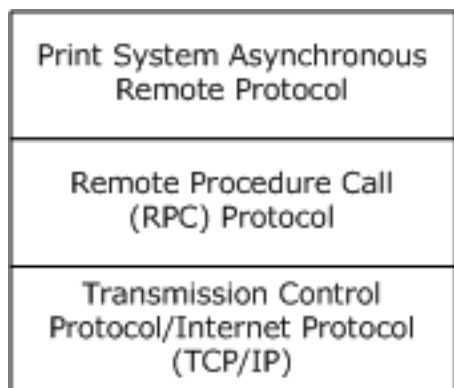 Print System Asynchronous
Remote Protocol
Remote Procedure Call
(RPC) Protocol
Transmission Control
Protocol/Internet Protocol
(TCP/IP)